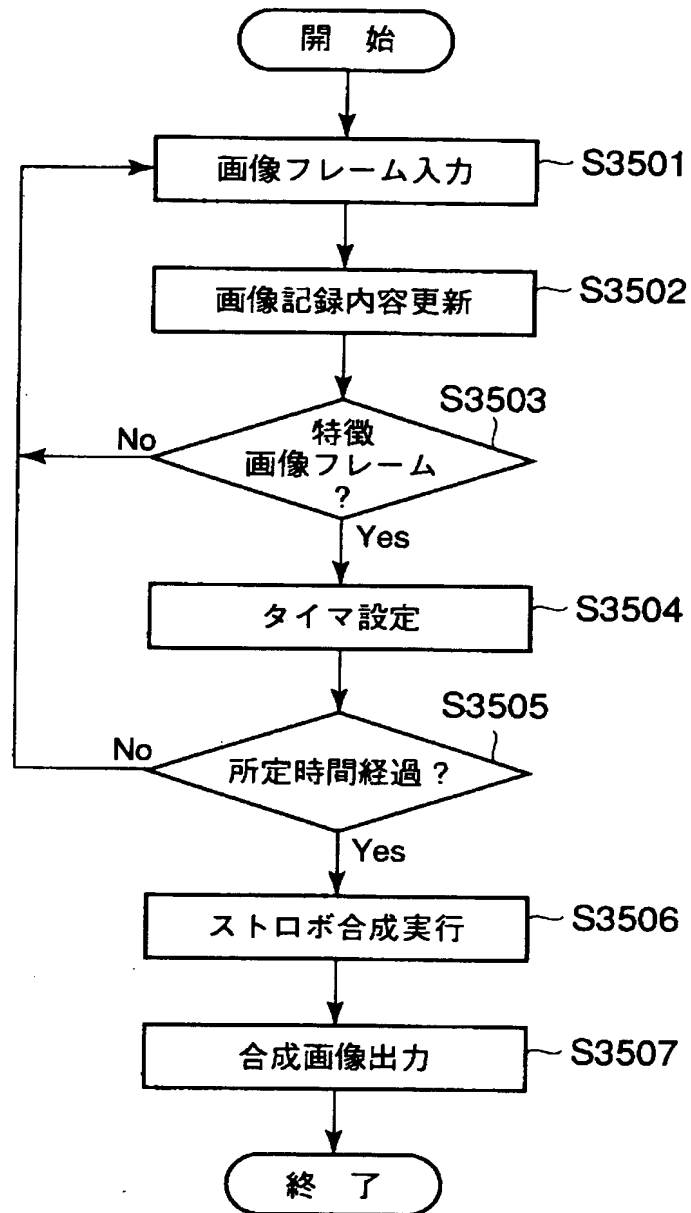 開 始
画像フレーム入力
S3501
画像記録内容更新
S3502
S3503
特徴
画像フレーム
?
No
Yes
タイマ設定
S3504
S3505
所定時間経過?
No
Yes
ストロボ合成実行
S3506
合成画像出力
S3507
終 了